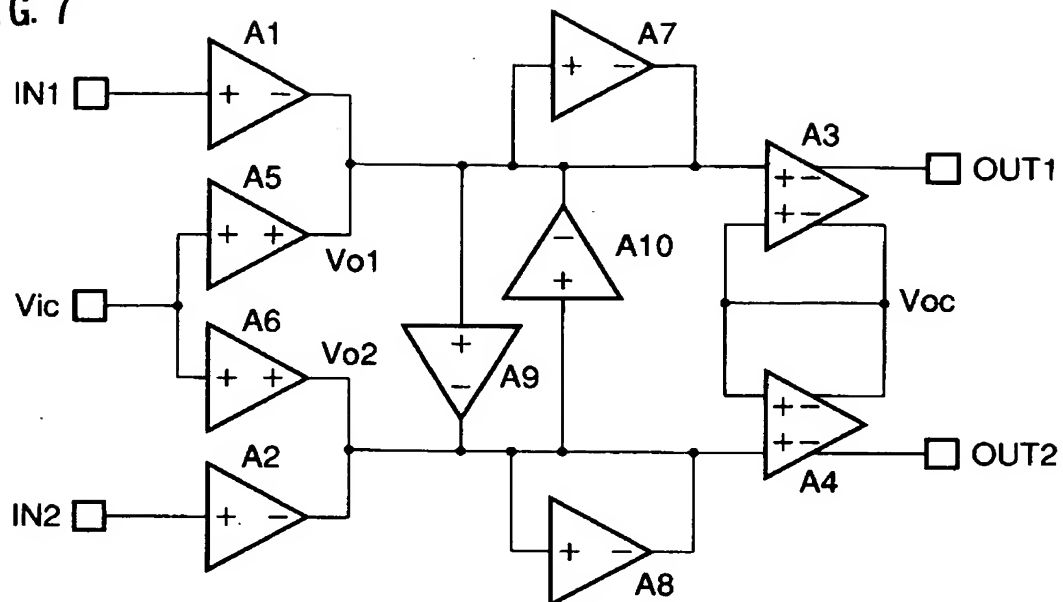 G. 7
A1
A7
IN1
+ -
+ -
A3
A5
+ -
OUT1
+ +
Vo1
+ -
A10
-
+
Vic
A6
Vo2
Voc
+ +
+
-
A9
+ -
A2
+ -
OUT2
IN2
+ -
A4
+ -
A8